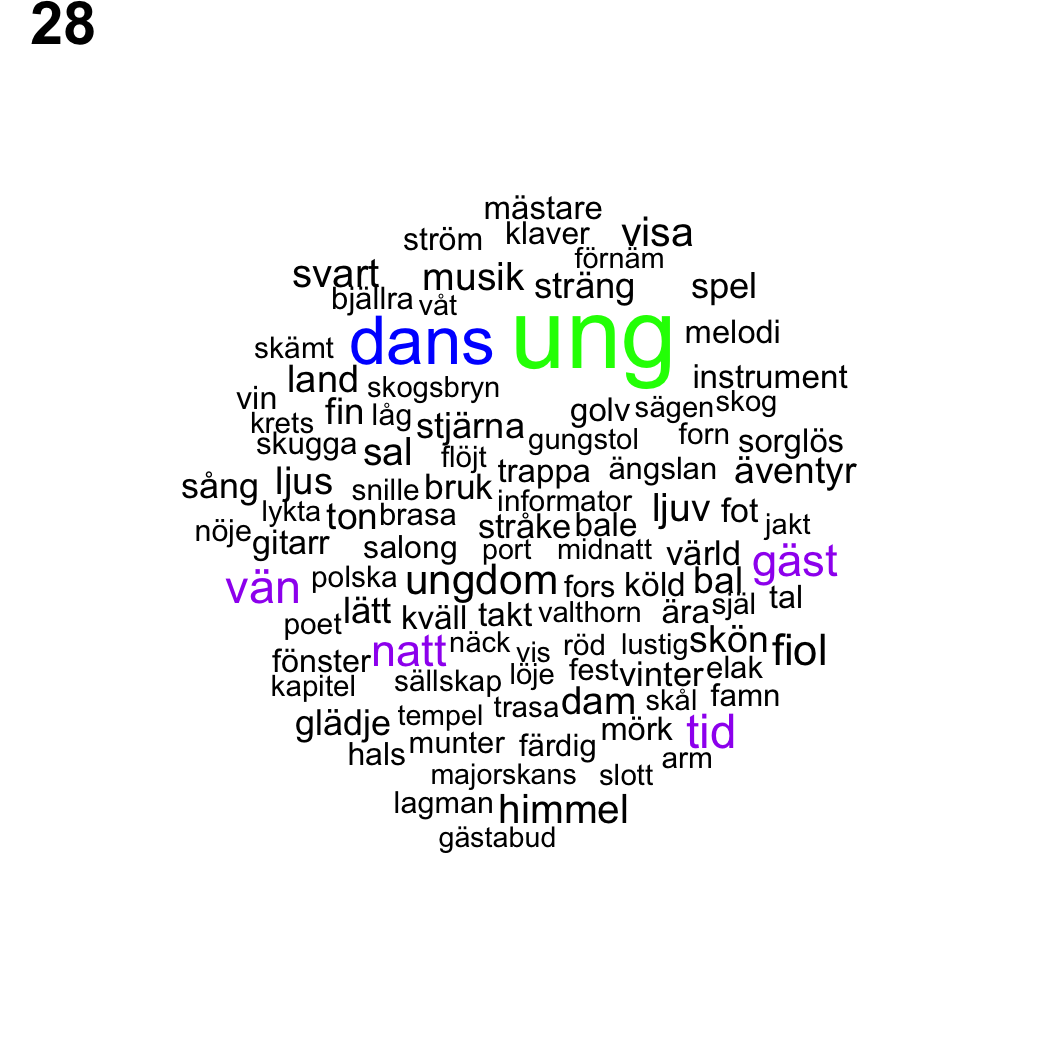 28
mästare
ström klaver visa
förnäm
svart musik sträng spel
bjällra våt
dans ung melodi
skämt
land skogsbryn instrument
vin krets fin låg stjärna golv sägen skog
skugga sal flöjt gungstol forn sorglös
trappa ängslan äventyr
sång ljus snille bruk informator ljuv fot
lykta ton brasa stråke bale jakt
nöje gitarr salong port midnatt värld gäst
vän polska ungdom fors köld bal
poet lätt kväll takt valthorn ära själ tal
fönster natt näck vis röd lustig skön fiol
kapitel sällskap löje fest vinter elak
trasa dam skål famn
glädje tempel mörk tid
hals munter färdig arm
majorskans slott
lagman himmel
gästabud